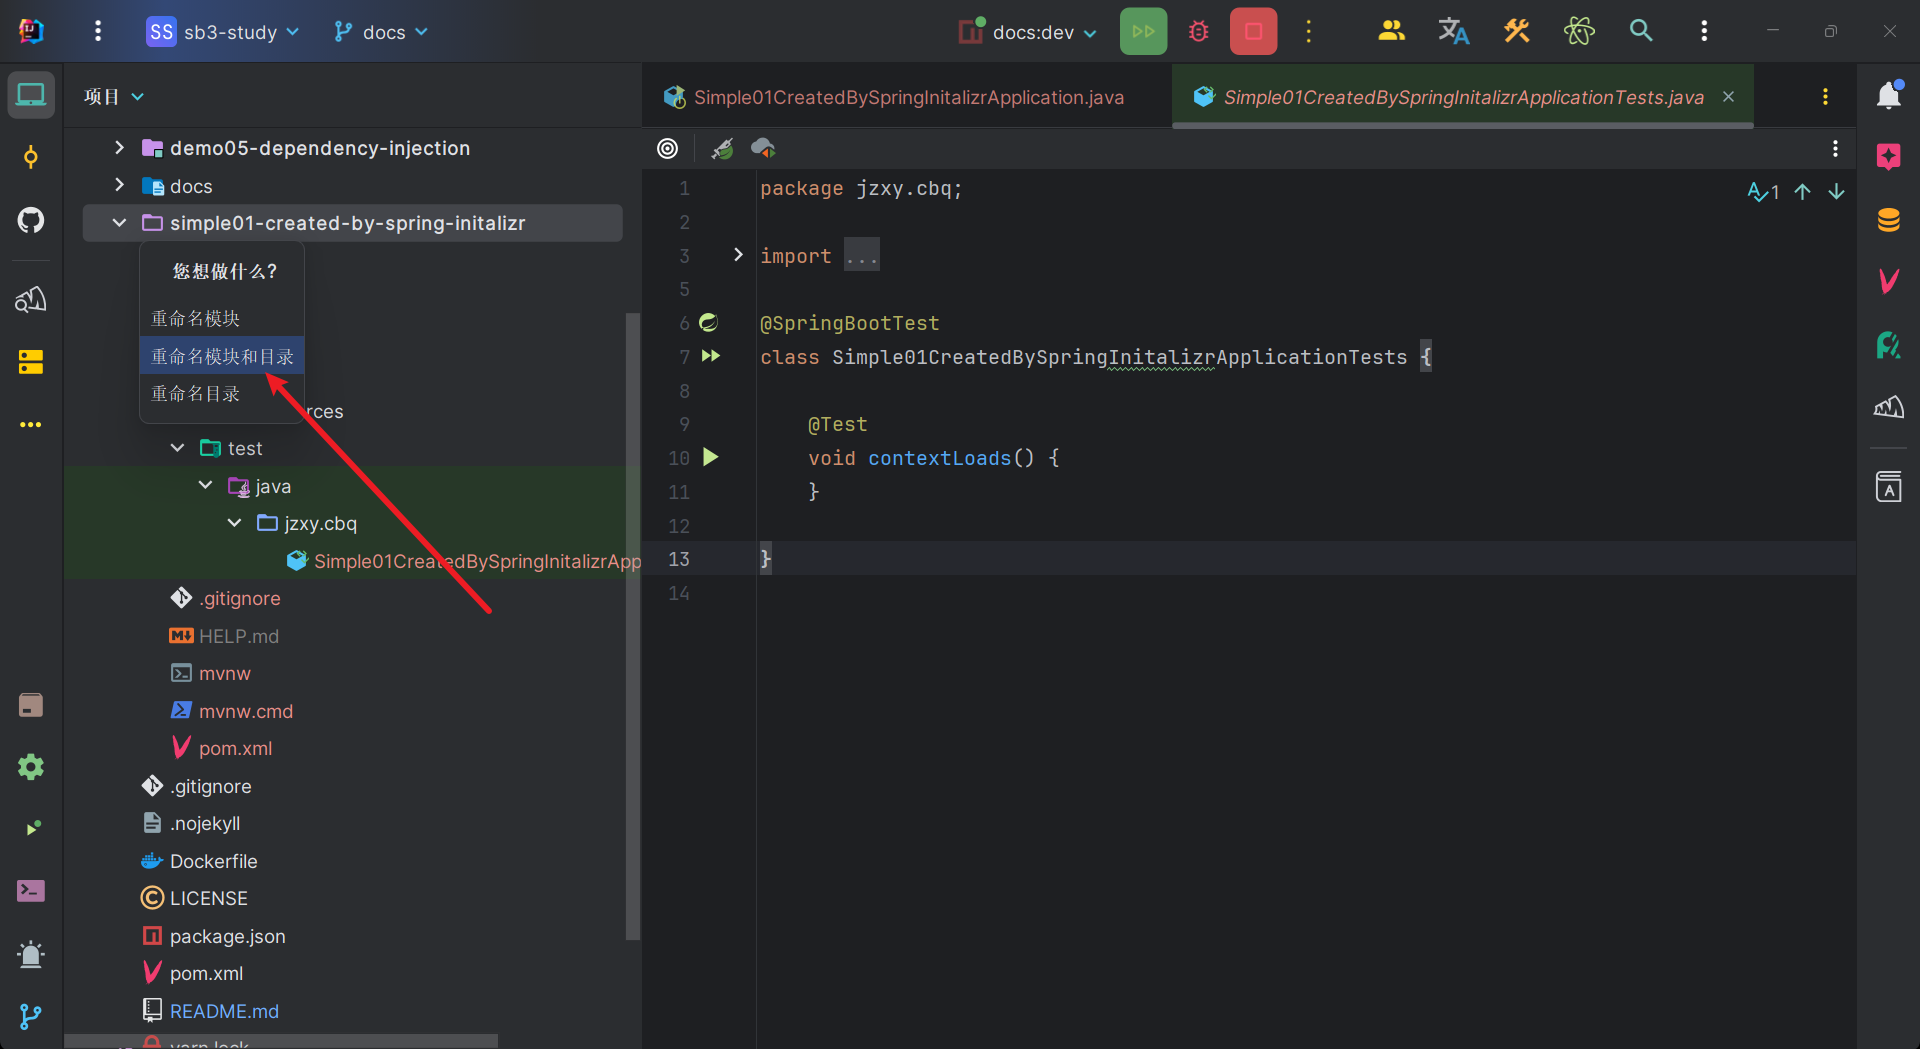 SS sb3-study
docs
docs:dev
项目
demo05-dependency-injection
docs
simple01-created-by-spring-initalizr
您想做什么?
重命名模块
重命名模块和目录
重命名目录
rces
test
java
jzxy.cbq
Simple01CreatedBySpringInitalizrApp
.gitignore
HELP.md
mvnw
mvnw.cmd
pom.xml
.gitignore
.nojekyll
Dockerfile
LICENSE
package.json
pom.xml
README.md
yarn.lock
Simple01CreatedBySpringInitalizrApplication.java
Simple01CreatedBySpringInitalizrApplicationTests.java
1 package jzxy.cbq;
2
3 import ...
5
6 @SpringBootTest
7 class Simple01CreatedBySpringInitalizrApplicationTests {
8
9 @Test
10 void contextLoads() {
11 }
12
13 }
14
1